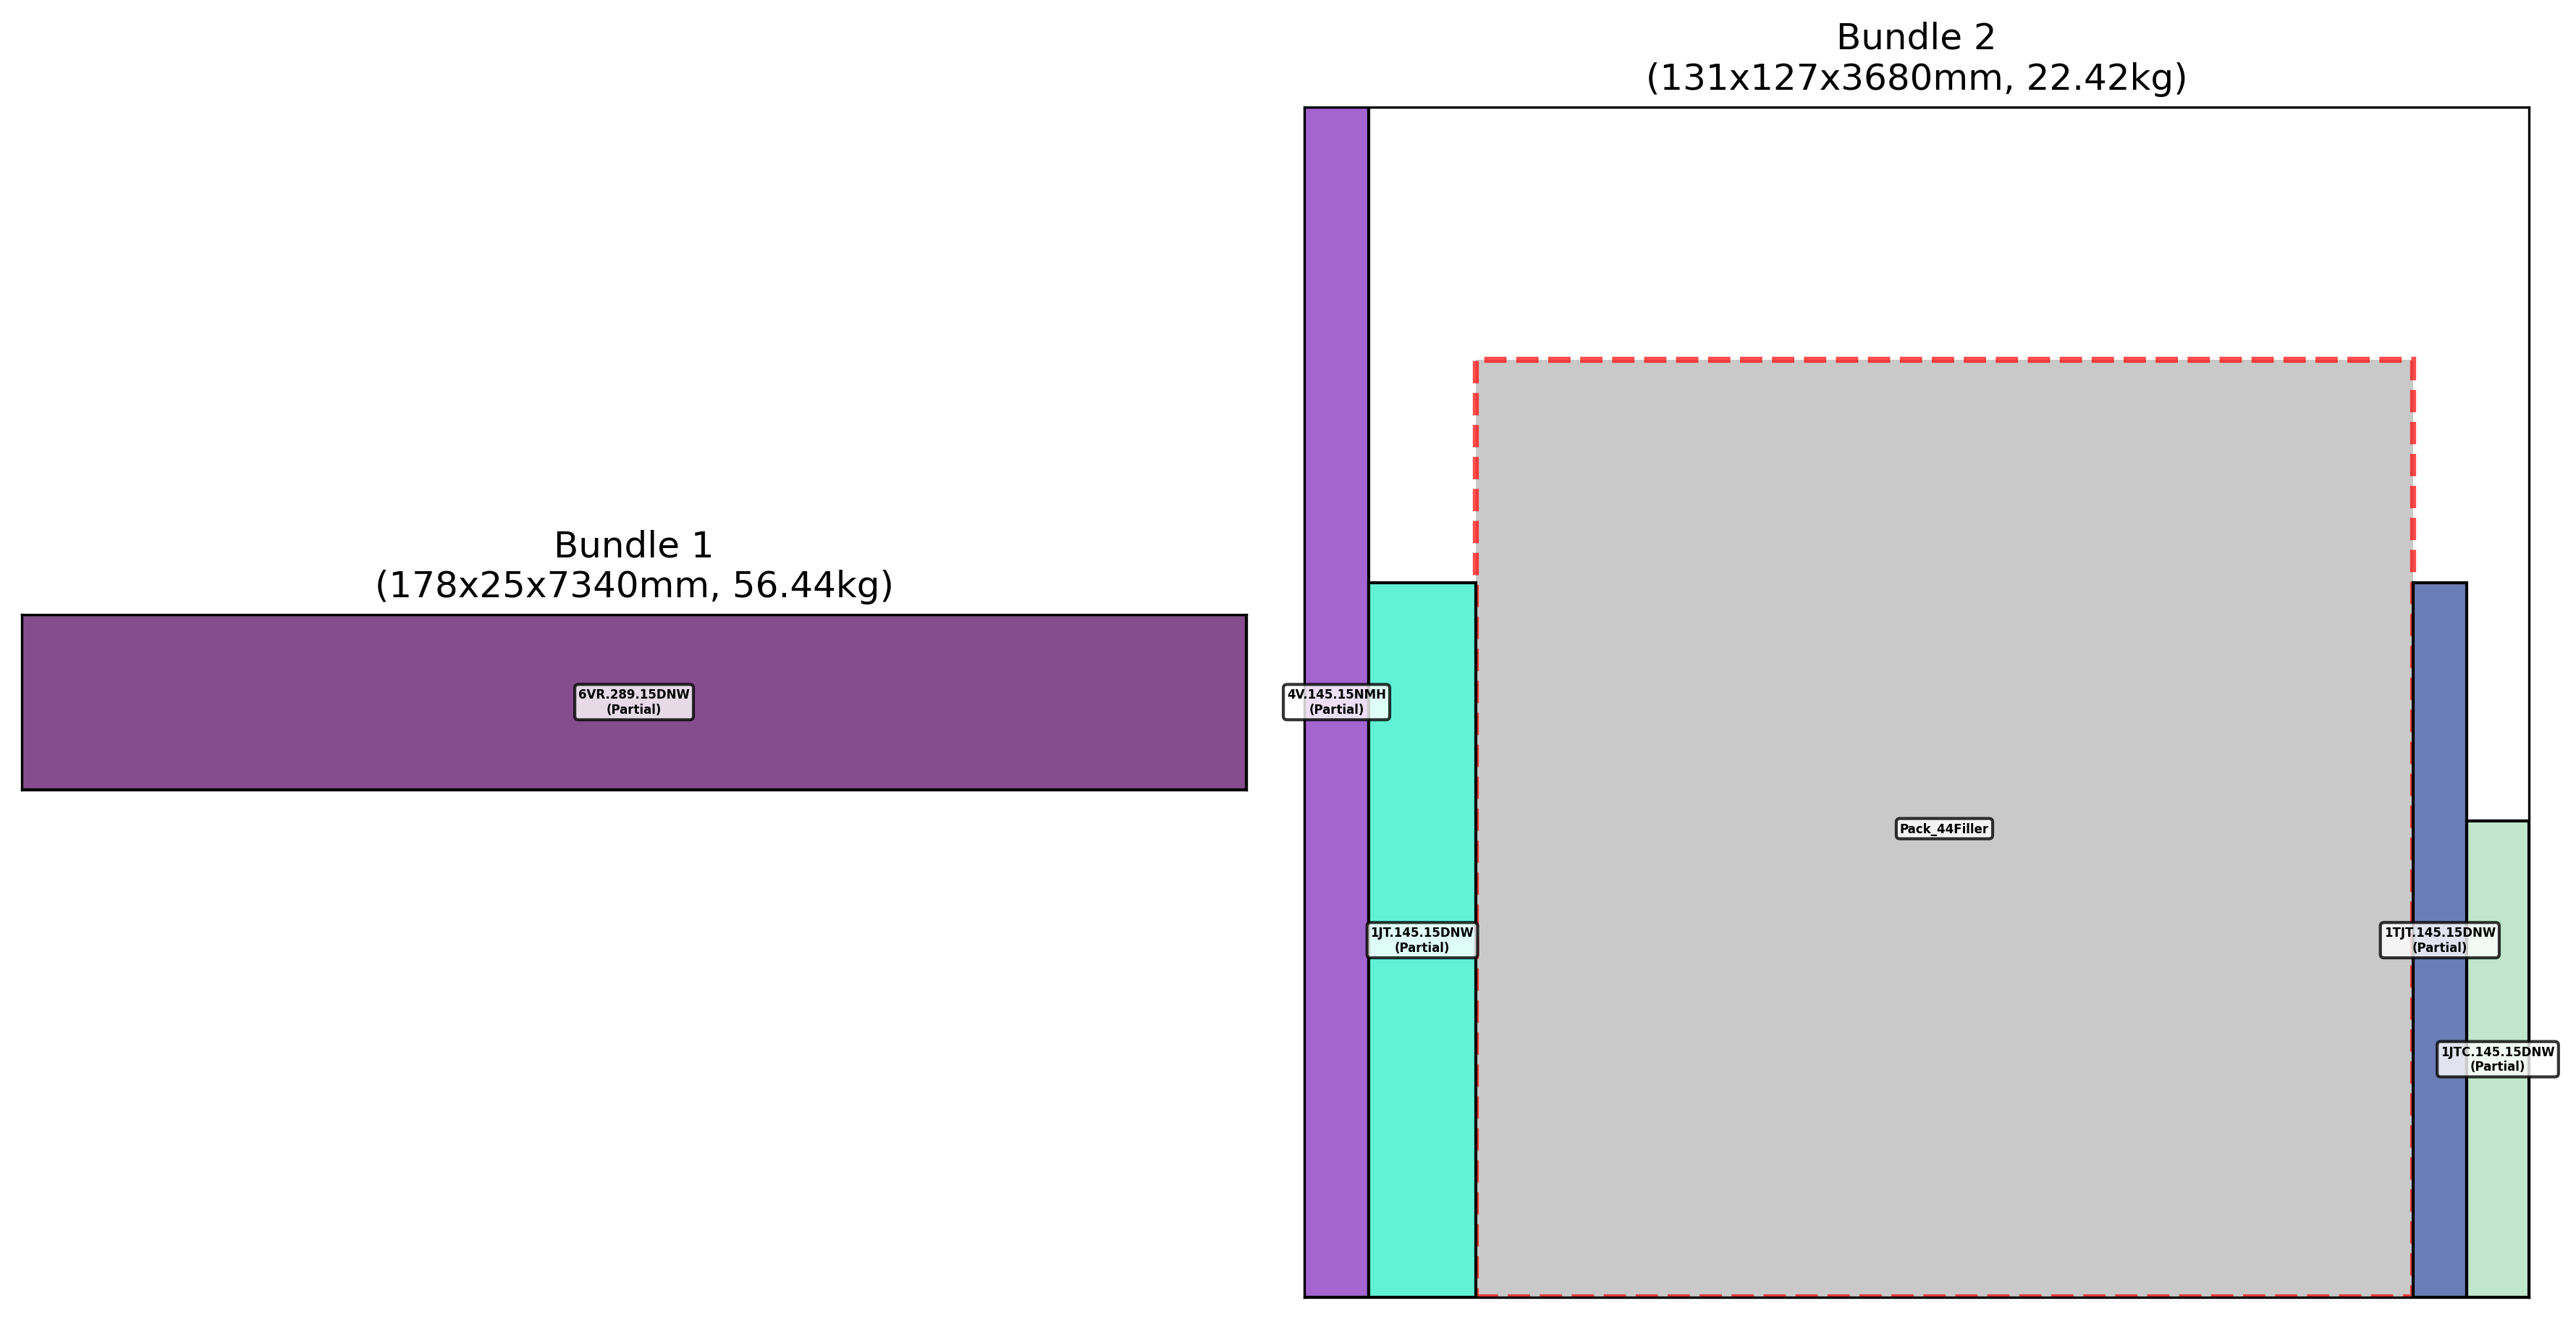 Bundle 1
(178x25x7340mm, 56.44kg)
6VR.289.15DNW
(Partial)
Bundle 2
(131x127x3680mm, 22.42kg)
4V.145.15NMH
(Partial)
1JT.145.15DNW
(Partial)
Pack_44Filler
1TJT.145.15DNW
(Partial)
1JTC.145.15DNW
(Partial)